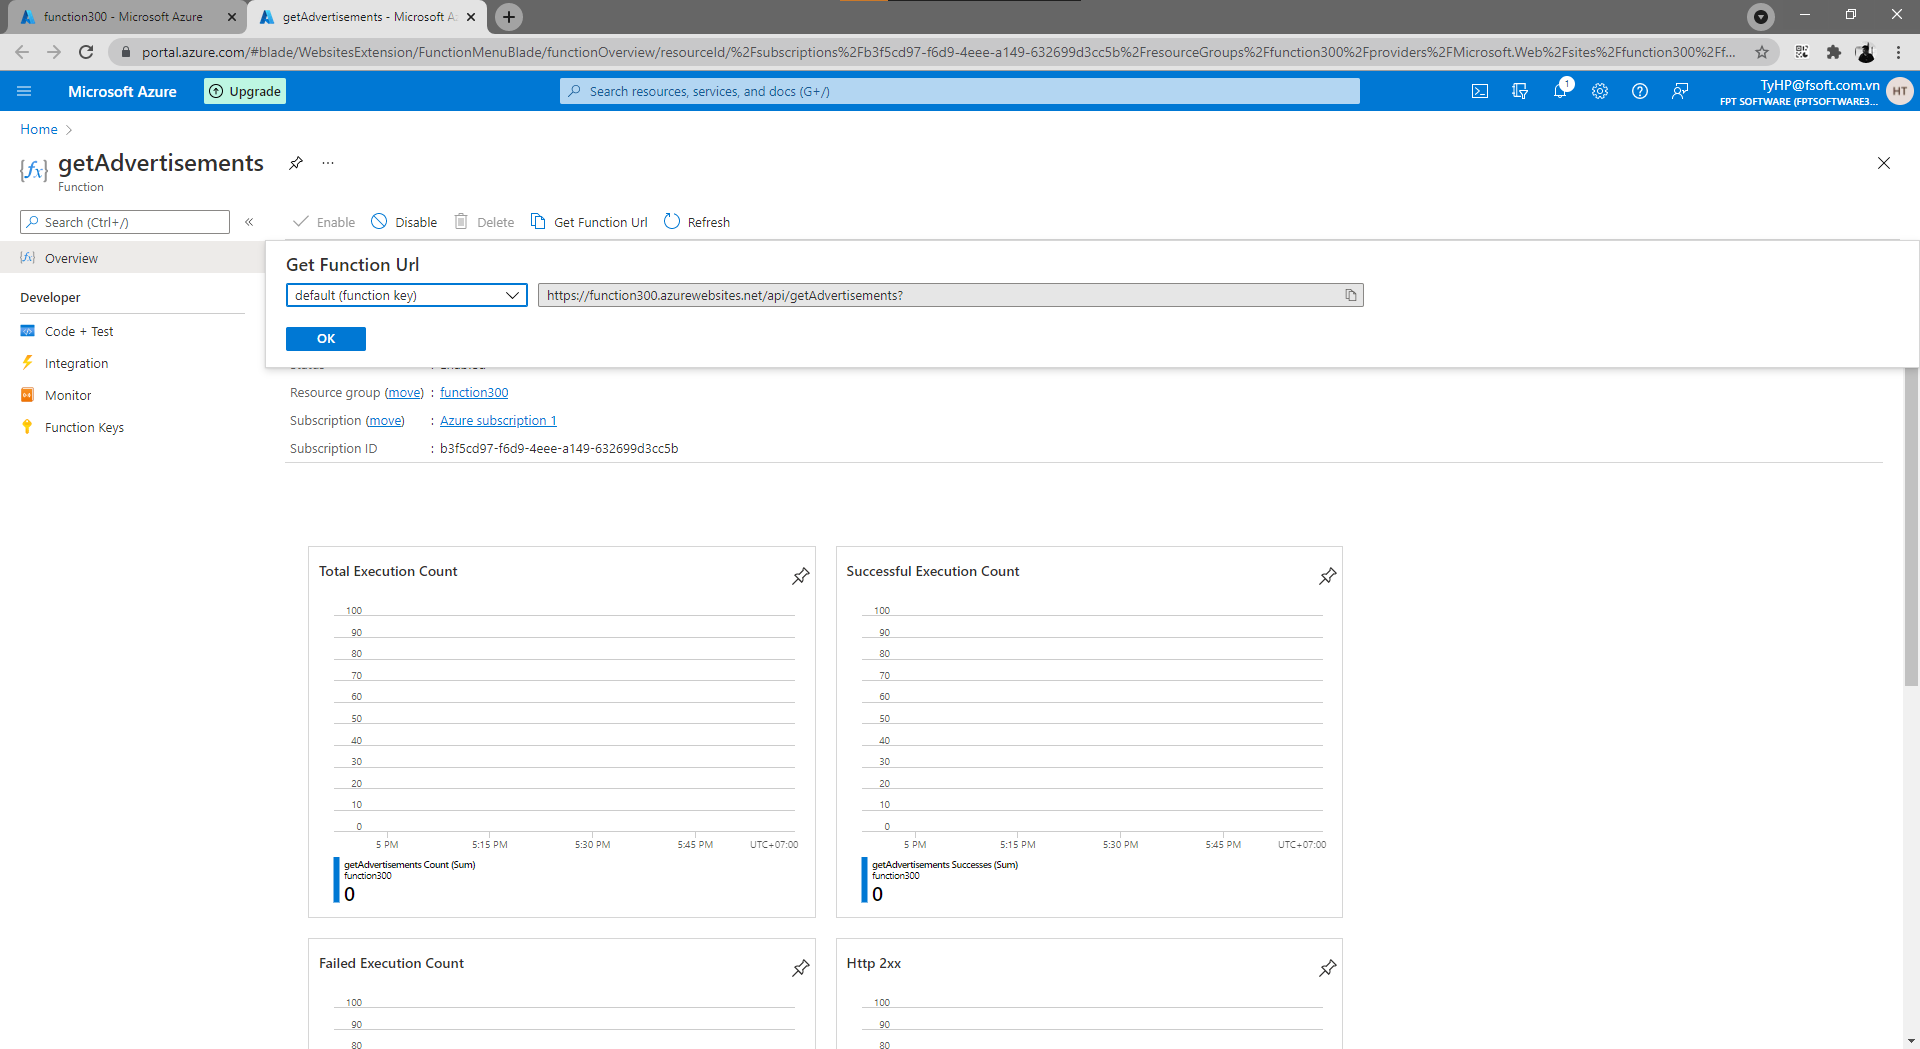 function300 - Microsoft Azure
getAdvertisements - Microsoft A
portal.azure.com/#blade/WebsitesExtension/FunctionMenuBlade/functionOverview/resourceId/%2Fsubscriptions%2Fb3f5cd97-f6d9-4eee-a149-632699d3cc5b%2FresourceGroups%2Ffunction300%2Fproviders%2FMicrosoft.Web%2Fsites%2Ffunction300%2Ff...
Microsoft Azure
Upgrade
Search resources, services, and docs (G+/)
1
TyHP@fsoft.com.vn
FPT SOFTWARE (FPTSOFTWARE3...
HT
Home
getAdvertisements
Function
Search (Ctrl+/)
Enable
Disable
Delete
Get Function Url
Refresh
Overview
Developer
Code + Test
Integration
Monitor
Function Keys
Get Function Url
default (function key)
https://function300.azurewebsites.net/api/getAdvertisements?
OK
Resource group (move) : function300
Subscription (move) : Azure subscription 1
Subscription ID : b3f5cd97-f6d9-4eee-a149-632699d3cc5b
Total Execution Count
100
90
80
70
60
50
40
30
20
10
0
5 PM 5:15 PM 5:30 PM 5:45 PM UTC+07:00
getAdvertisements Count (Sum)
function300
0
Successful Execution Count
100
90
80
70
60
50
40
30
20
10
0
5 PM 5:15 PM 5:30 PM 5:45 PM UTC+07:00
getAdvertisements Successes (Sum)
function300
0
Failed Execution Count
100
90
80
Http 2xx
100
90
80